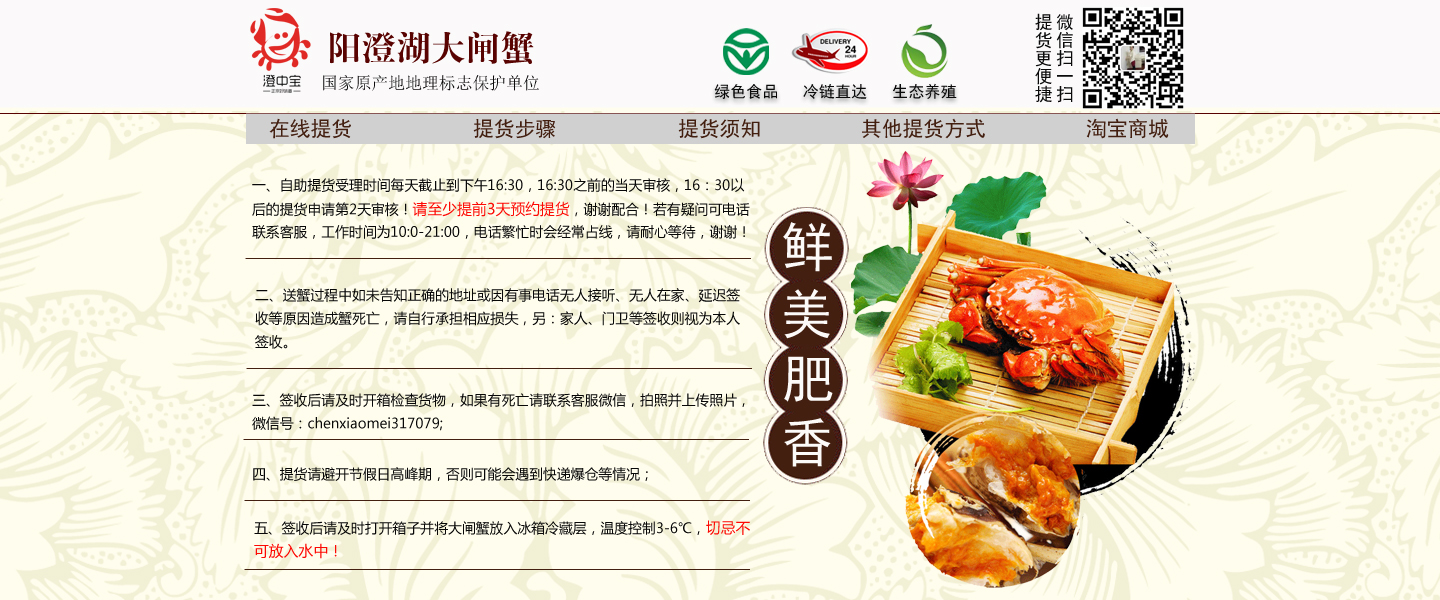 澄中宝
阳澄湖大闸蟹
国家原产地地理标志保护单位
DELIVERY
24
HOUR
绿色食品
冷链直达
生态养殖
微信扫一扫
提货更便捷
在线提货
提货步骤
提货须知
其他提货方式
淘宝商城
一、自助提货受理时间每天截止到下午16:30，16:30之前的当天审核，16：30以
后的提货申请第2天审核！请至少提前3天预约提货，谢谢配合！若有疑问可电话
联系客服，工作时间为10:0-21:00，电话繁忙时会经常占线，请耐心等待，谢谢！
二、送蟹过程中如未告知正确的地址或因有事电话无人接听、无人在家、延迟签
收等原因造成蟹死亡，请自行承担相应损失，另：家人、门卫等签收则视为本人
签收。
三、签收后请及时开箱检查货物，如果有死亡请联系客服微信，拍照并上传照片，
微信号：chenxiaomei317079;
四、提货请避开节假日高峰期，否则可能会遇到快递爆仓等情况；
五、签收后请及时打开箱子并将大闸蟹放入冰箱冷藏层，温度控制3-6℃，切忌不
可放入水中！
鲜美肥香